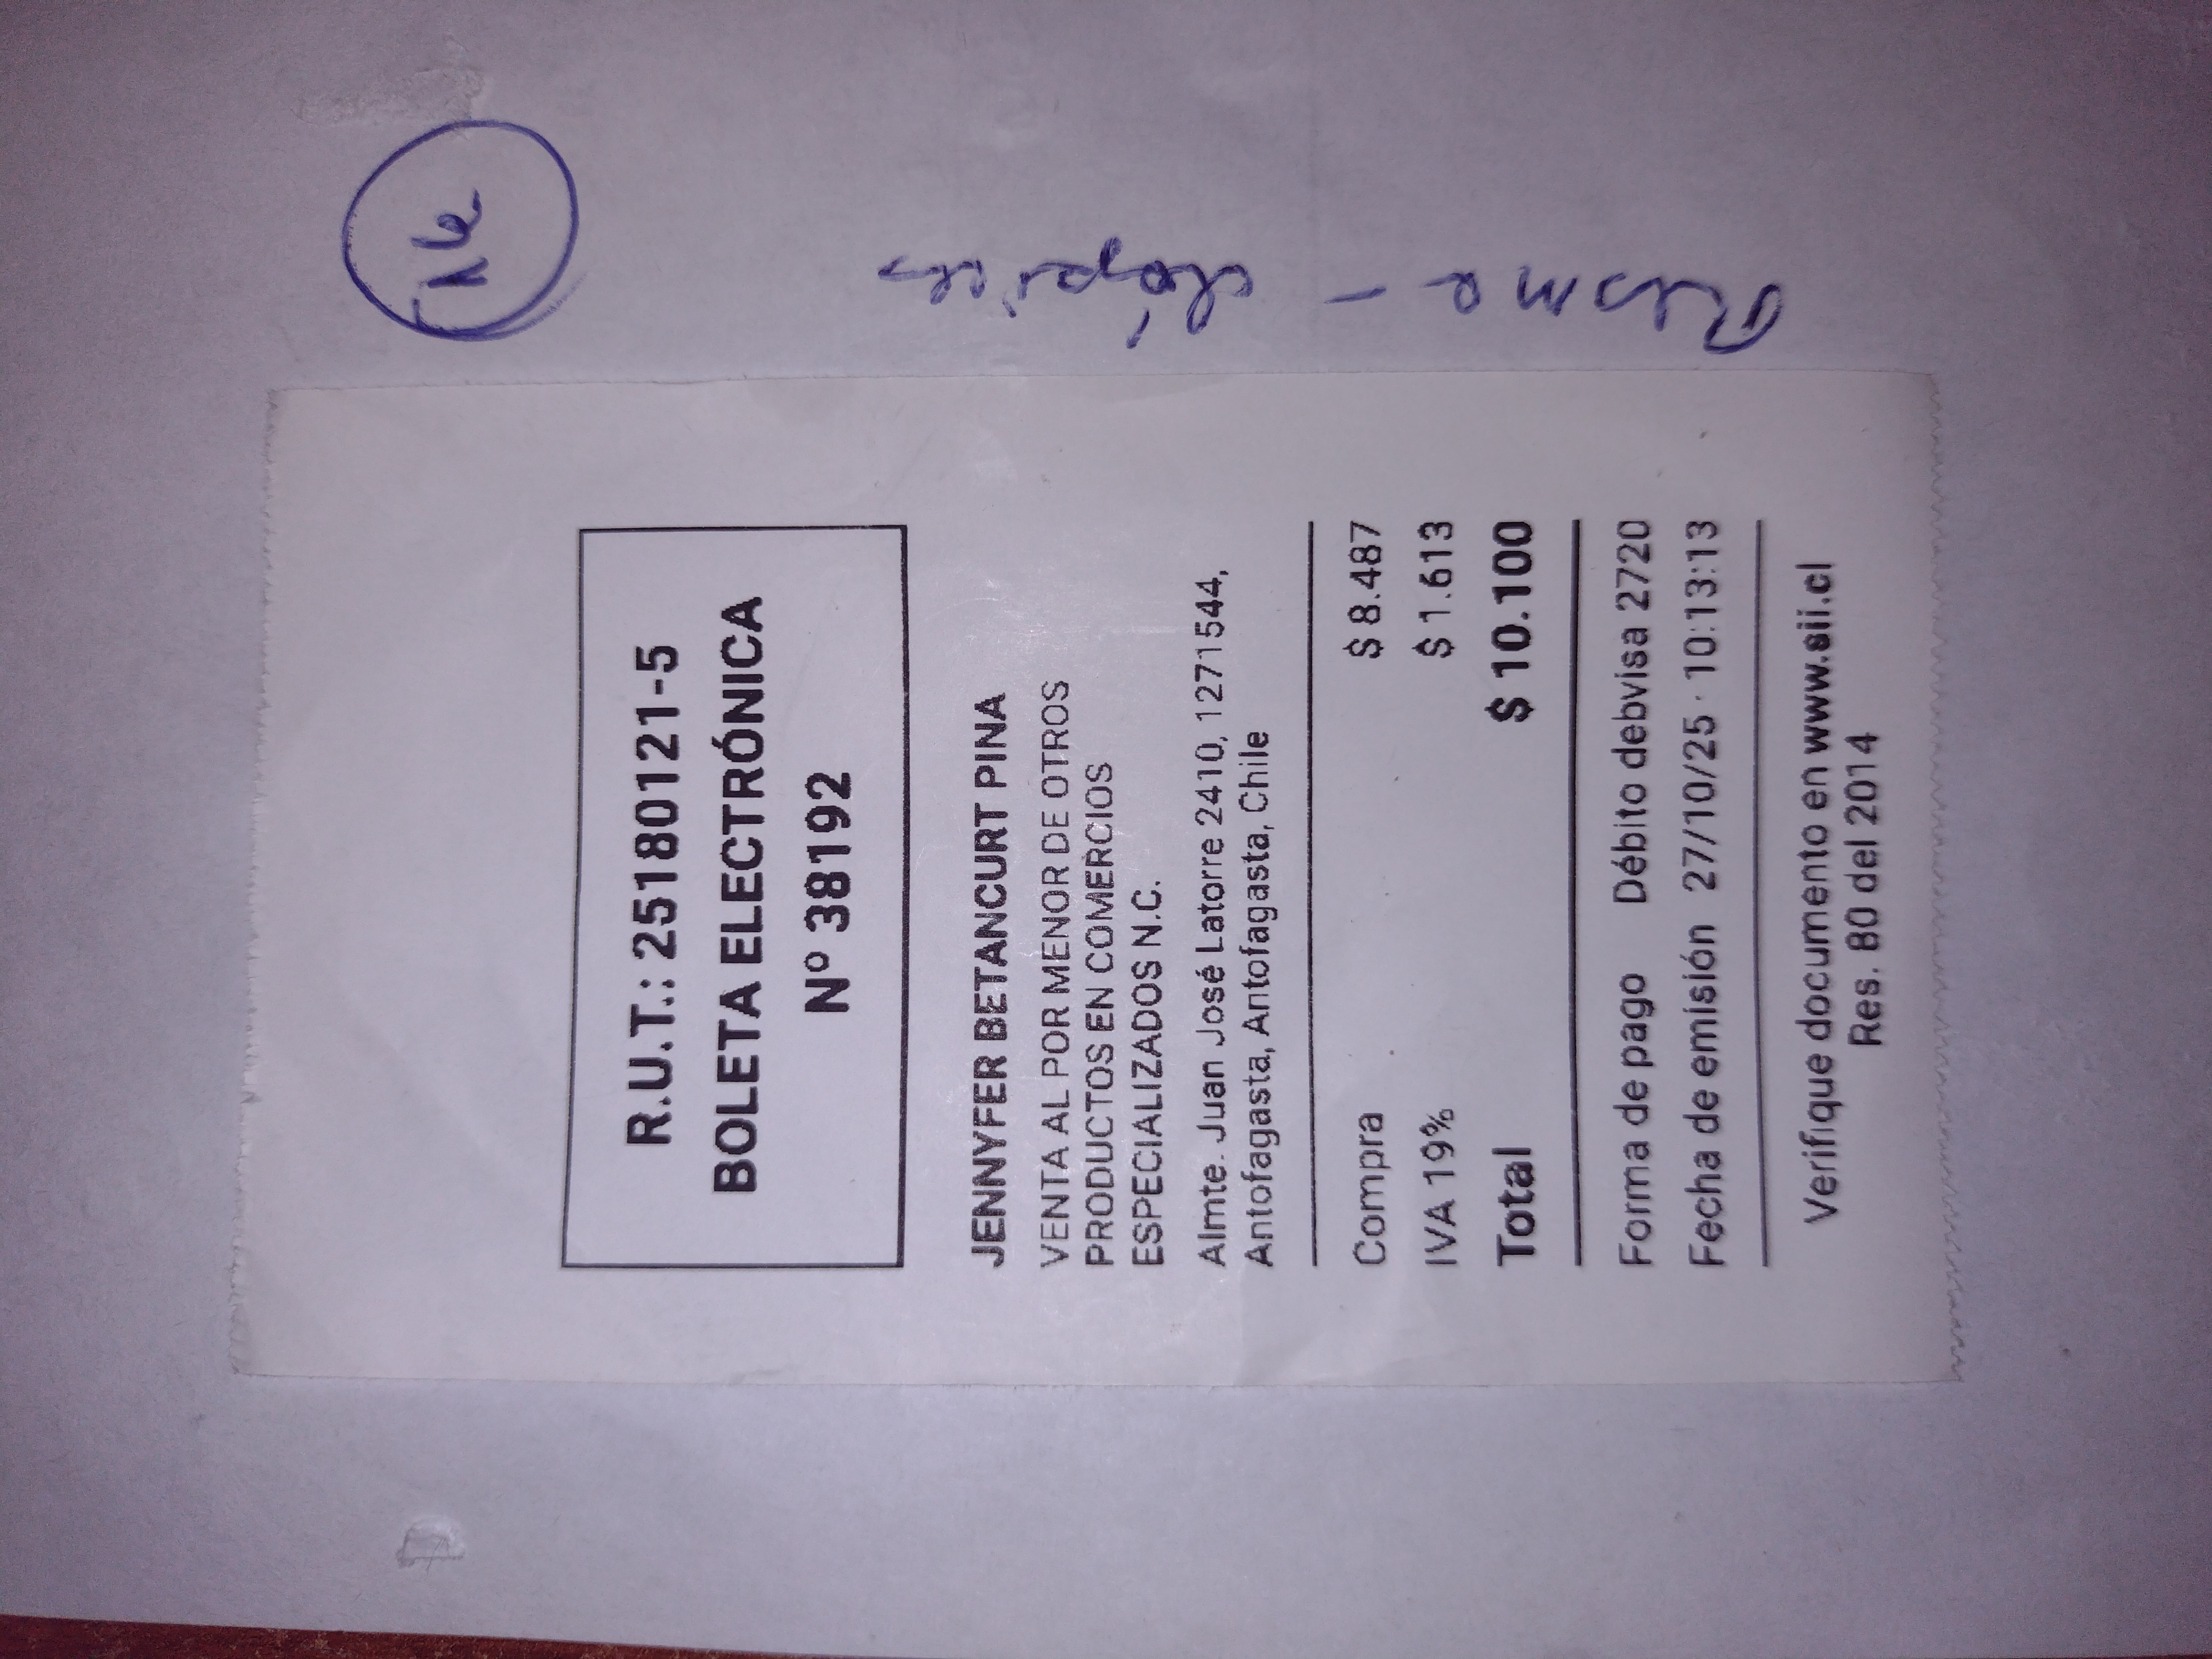 16
R.U.T.: 25180121-5
BOLETA ELECTRÓNICA
Nº 38192
JENNYFER BETANCURT PINA
VENTA AL POR MENOR DE OTROS
PRODUCTOS EN COMERCIOS
ESPECIALIZADOS N.C.
Almte. Juan José Latorre 2410, 1271544,
Antofagasta, Antofagasta, Chile
Compra $ 8.487
IVA 19% $ 1.613
Total $ 10.100
Forma de pago Débito debvisa 2720
Fecha de emisión 27/10/25 · 10:13:13
Verifique documento en www.sii.cl
Res. 80 del 2014
Resma - lápices